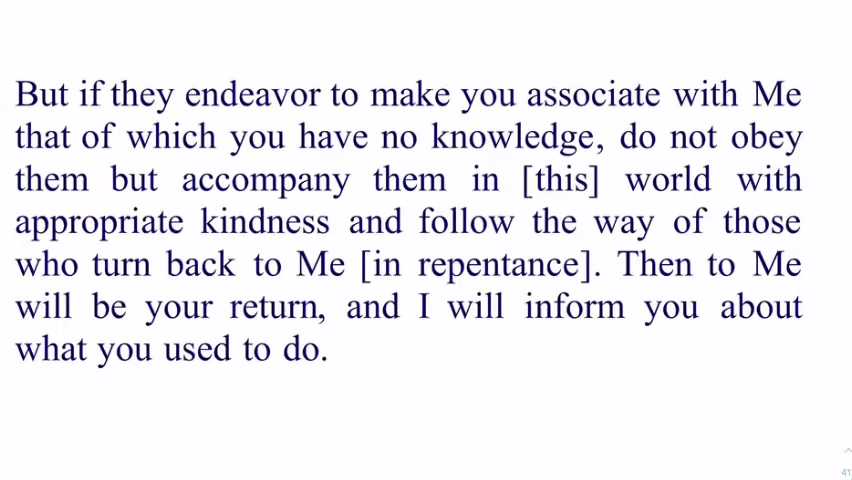 But if they endeavor to make you associate with Me
that of which you have no knowledge, do not obey
them but accompany them in [this] world with
appropriate kindness and follow the way of those
who turn back to Me [in repentance]. Then to Me
will be your return, and I will inform you about
what you used to do.
41